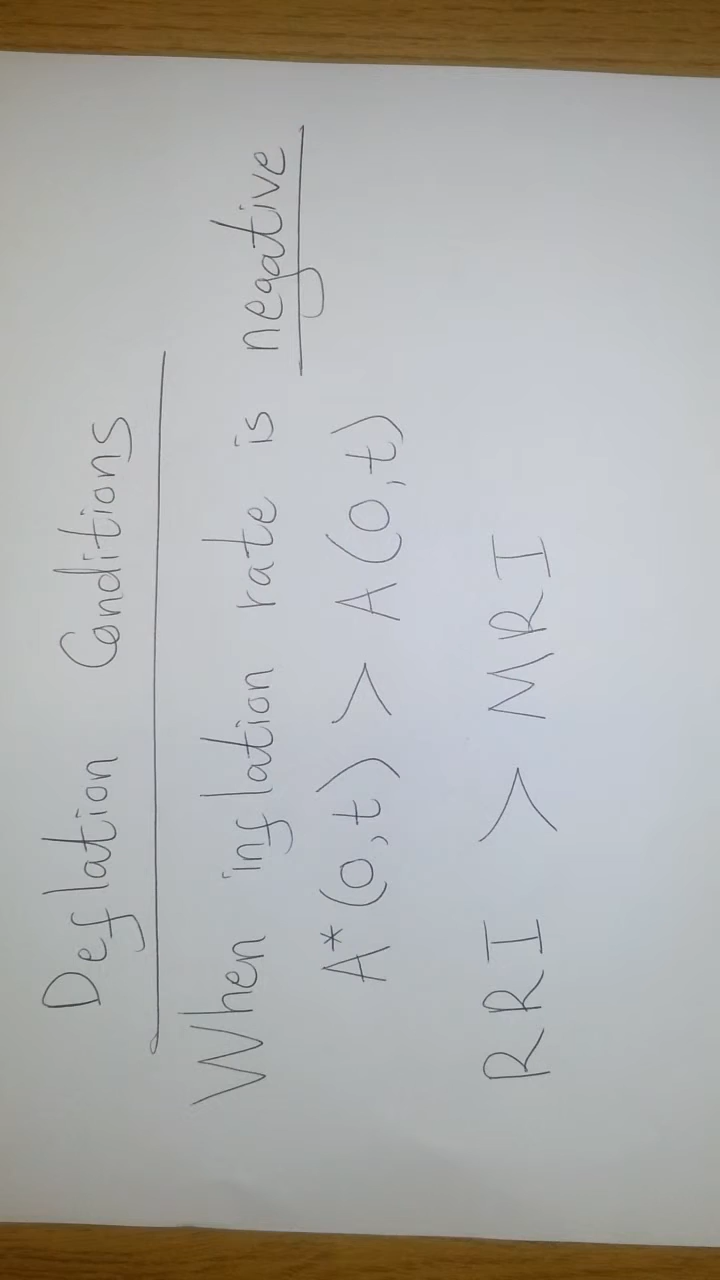 Deflation Conditions
When inflation rate is negative
A*(0,t) > A(0,t)
RRI > MRI